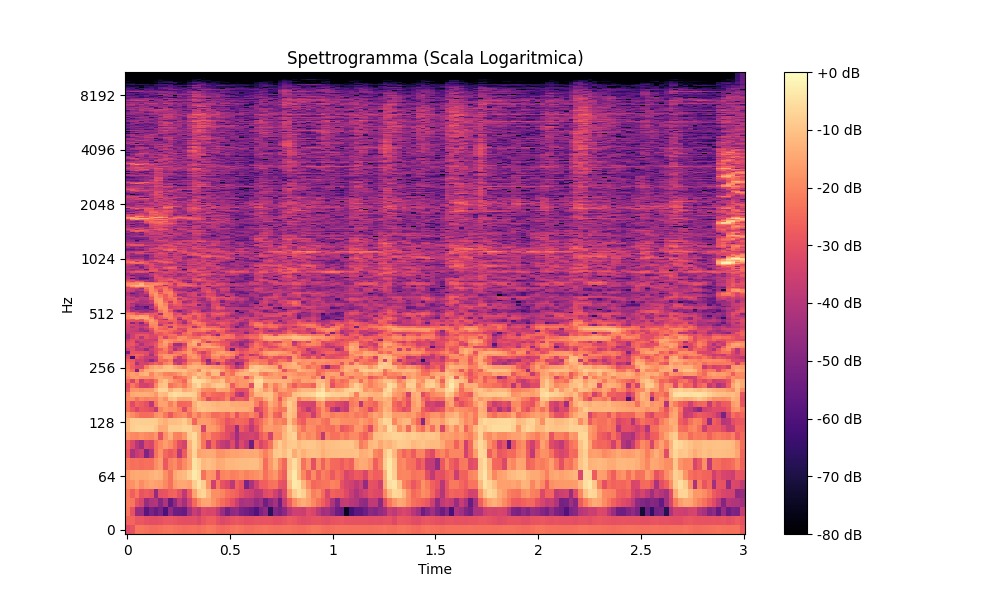 Spettrogramma (Scala Logaritmica)
Hz
8192
4096
2048
1024
512
256
128
64
0
0
0.5
1
1.5
2
2.5
3
Time
+0 dB
-10 dB
-20 dB
-30 dB
-40 dB
-50 dB
-60 dB
-70 dB
-80 dB